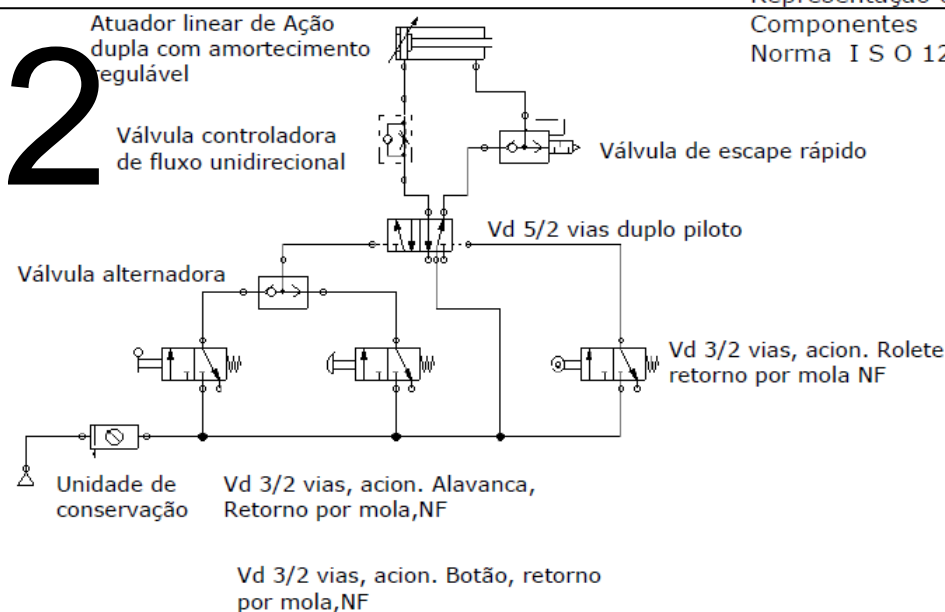 Componentes
Norma I S O 12
2
Atuador linear de Ação
dupla com amortecimento
regulável
Válvula controladora
de fluxo unidirecional
Válvula de escape rápido
Vd 5/2 vias duplo piloto
Válvula alternadora
Vd 3/2 vias, acion. Rolete
retorno por mola NF
Unidade de
conservação
Vd 3/2 vias, acion. Alavanca,
Retorno por mola,NF
Vd 3/2 vias, acion. Botão, retorno
por mola,NF